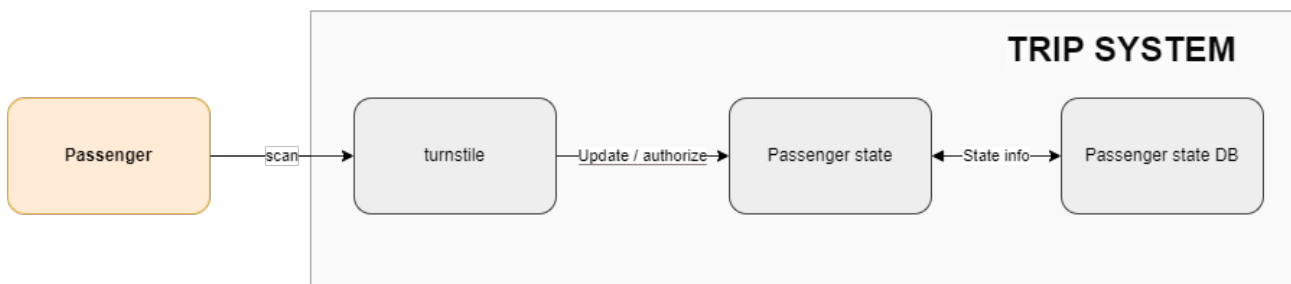 TRIP SYSTEM
Passenger
scan
turnstile
Update / authorize
Passenger state
State info
Passenger state DB